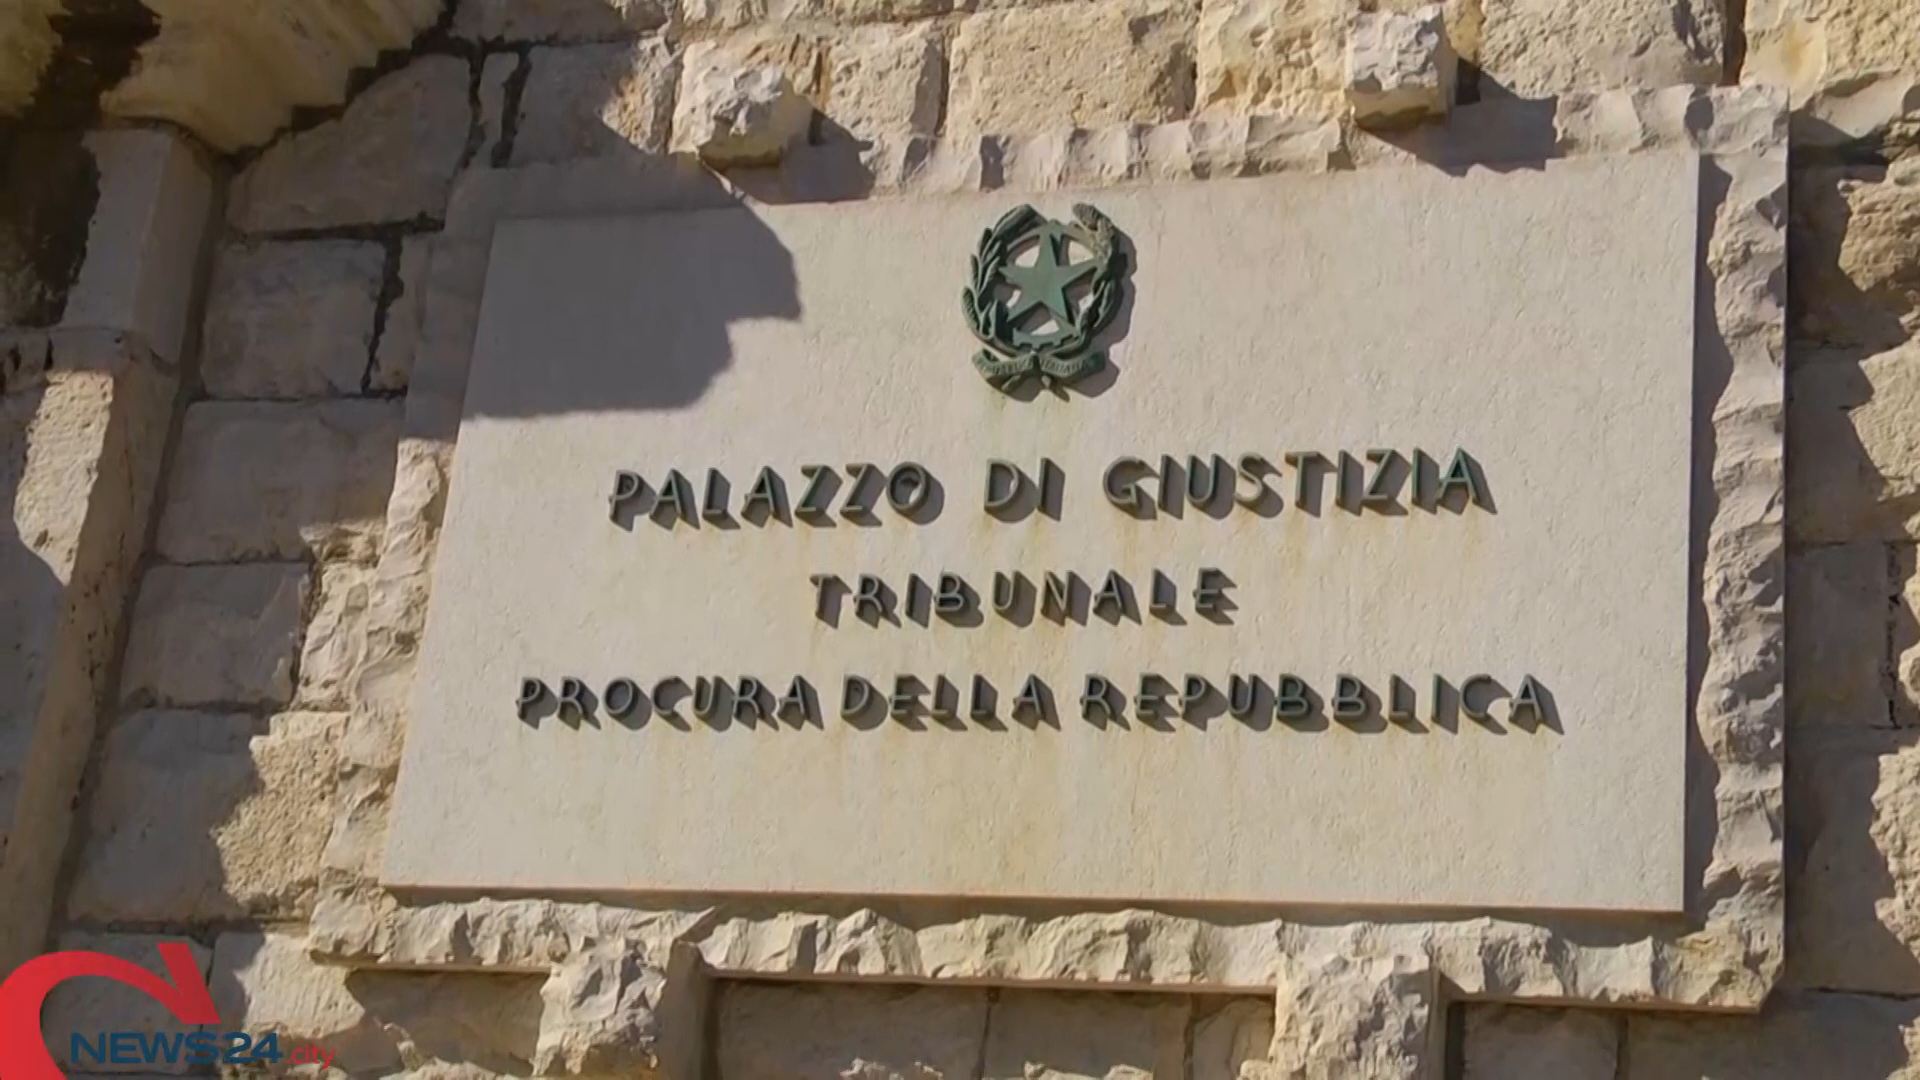 PALAZZO DI GIUSTIZIA
TRIBUNALE
PROCURA DELLA REPUBBLICA
NEWS24.city